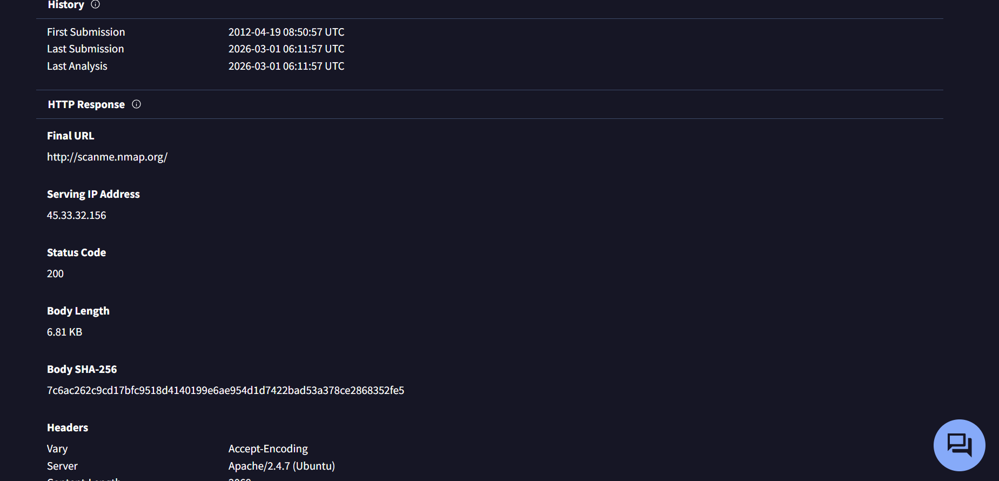 History
First Submission 2012-04-19 08:50:57 UTC
Last Submission 2026-03-01 06:11:57 UTC
Last Analysis 2026-03-01 06:11:57 UTC
HTTP Response
Final URL
http://scanme.nmap.org/
Serving IP Address
45.33.32.156
Status Code
200
Body Length
6.81 KB
Body SHA-256
7c6ac262c9cd17bfc9518d4140199e6ae954d1d7422bad53a378ce2868352fe5
Headers
Vary Accept-Encoding
Server Apache/2.4.7 (Ubuntu)
Content-Length